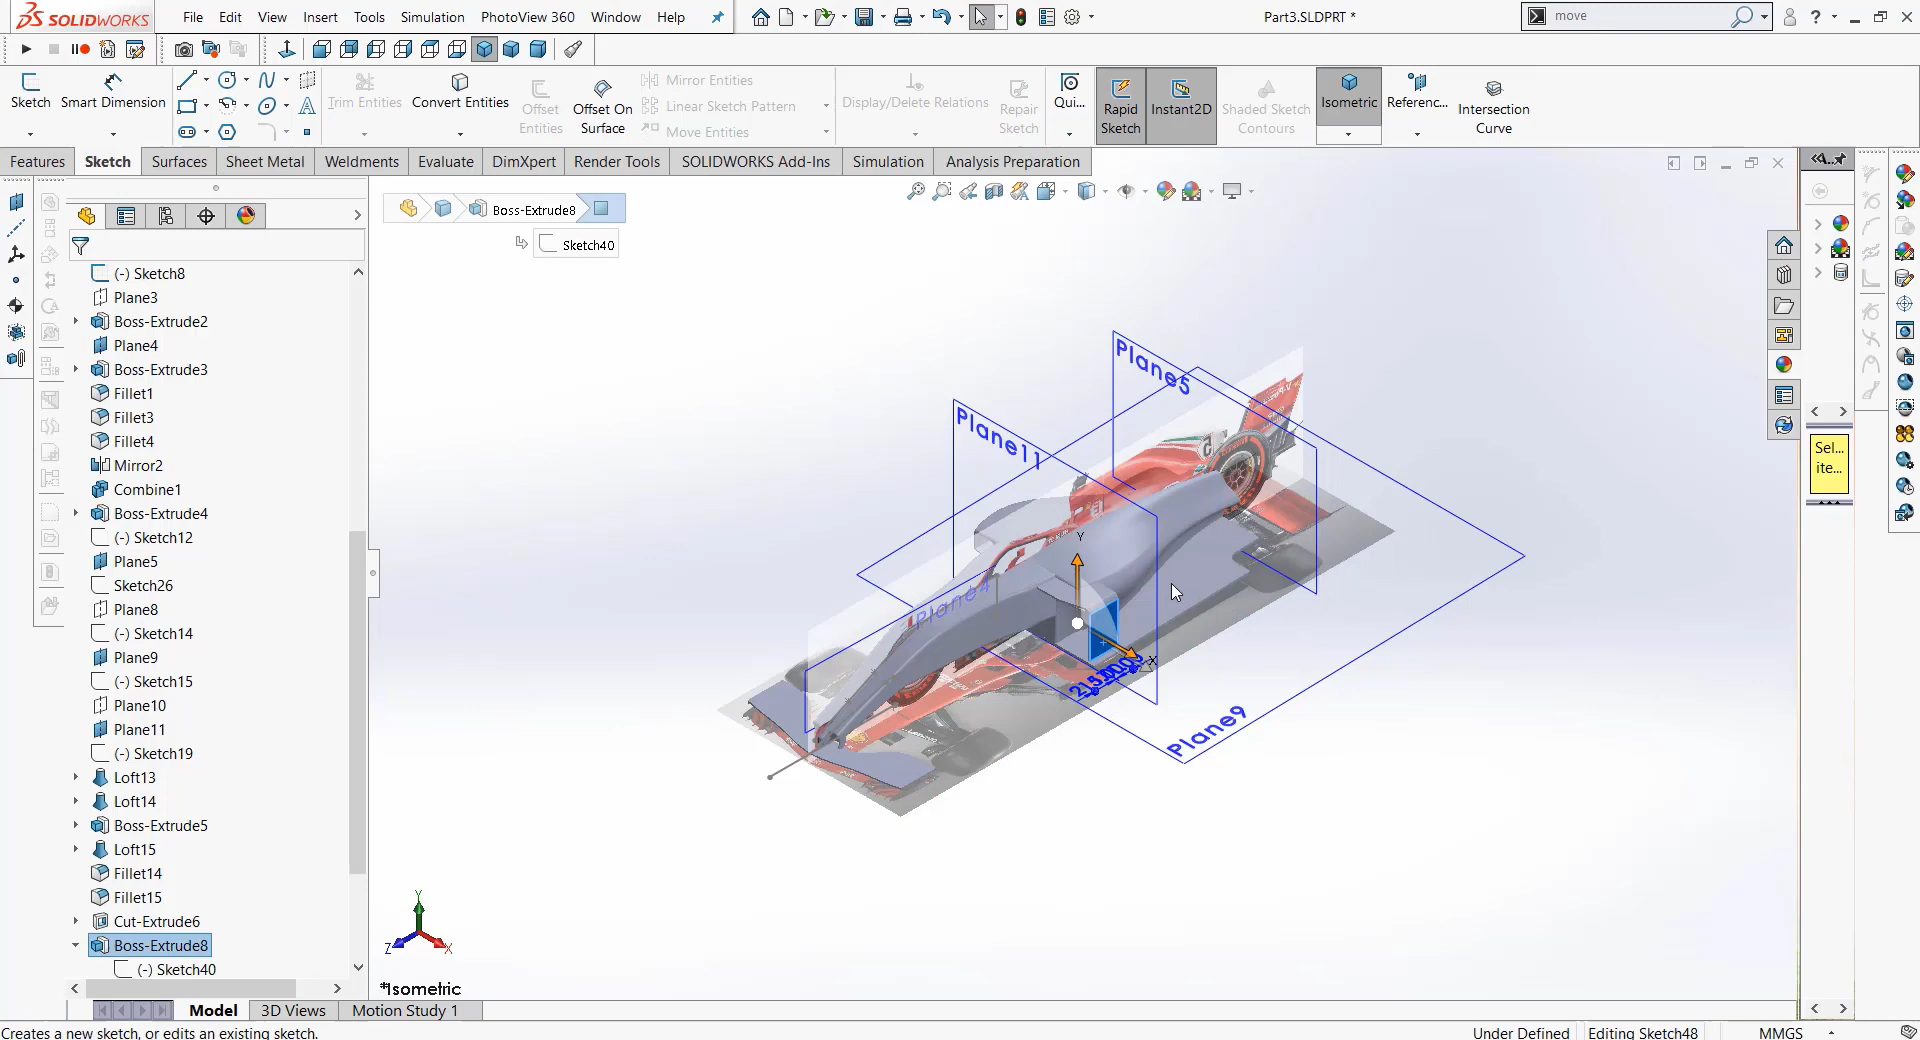 SOLIDWORKS
File Edit View Insert Tools Simulation PhotoView 360 Window Help
Part3.SLDPRT *
move
?
Sketch
Smart Dimension
Trim Entities
Convert Entities
Offset Entities
Offset On Surface
Mirror Entities
Linear Sketch Pattern
Move Entities
Display/Delete Relations
Repair Sketch
Qui...
Rapid Sketch
Instant2D
Shaded Sketch Contours
Isometric
Referenc...
Intersection Curve
Features Sketch Surfaces Sheet Metal Weldments Evaluate DimXpert Render Tools SOLIDWORKS Add-Ins Simulation Analysis Preparation
Boss-Extrude8
Sketch40
(-) Sketch8
Plane3
Boss-Extrude2
Plane4
Boss-Extrude3
Fillet1
Fillet3
Fillet4
Mirror2
Combine1
Boss-Extrude4
(-) Sketch12
Plane5
Sketch26
Plane8
(-) Sketch14
Plane9
(-) Sketch15
Plane10
Plane11
(-) Sketch19
Loft13
Loft14
Boss-Extrude5
Loft15
Fillet14
Fillet15
Cut-Extrude6
Boss-Extrude8
(-) Sketch40
Plane5
Plane11
Plane4
Plane9
Y
X
Y
Z
X
*Isometric
Sel...
ite...
Model 3D Views Motion Study 1
Creates a new sketch, or edits an existing sketch.
Under Defined Editing Sketch48 MMGS